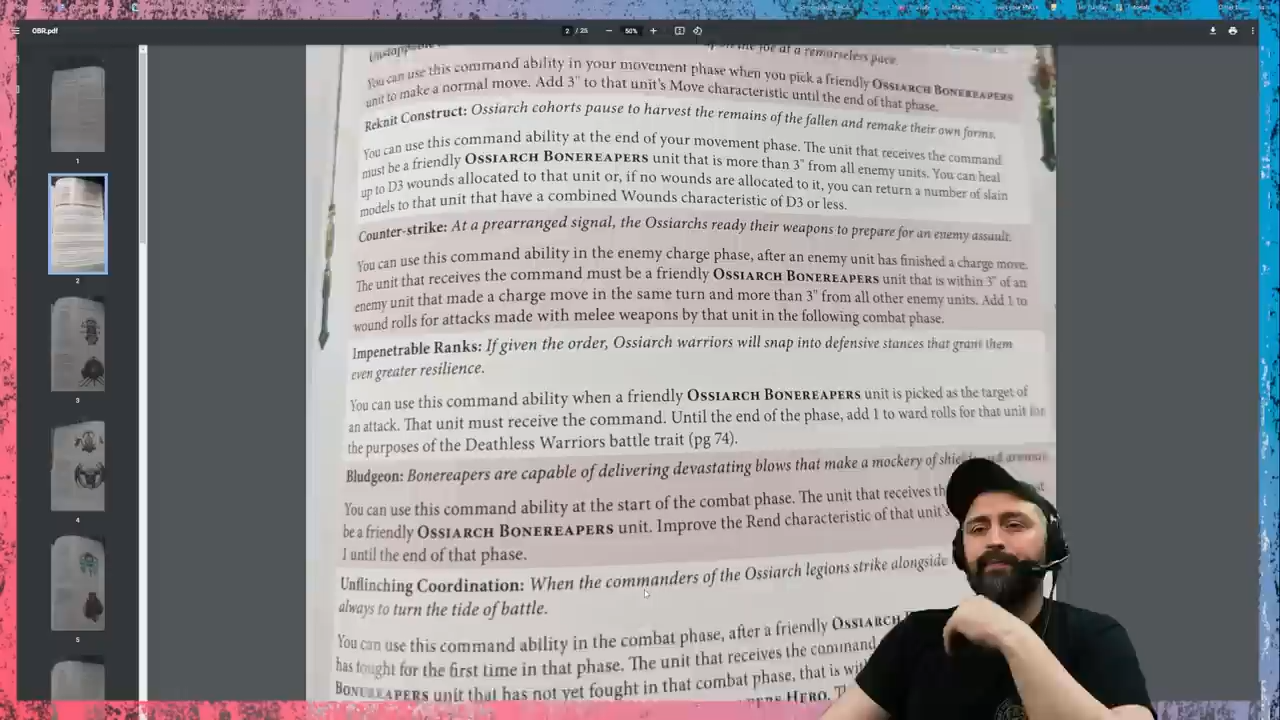 OBR.pdf
2 / 25
50%
the foe at a remorseless pace.
You can use this command ability in your movement phase when you pick a friendly OSSIARCH BONEREAPERS
unit to make a normal move. Add 3" to that unit's Move characteristic until the end of that phase.
Reknit Construct: Ossiarch cohorts pause to harvest the remains of the fallen and remake their own forms.
You can use this command ability at the end of your movement phase. The unit that receives the command
must be a friendly OSSIARCH BONEREAPERS unit that is more than 3" from all enemy units. You can heal
up to D3 wounds allocated to that unit or, if no wounds are allocated to it, you can return a number of slain
models to that unit that have a combined Wounds characteristic of D3 or less.
Counter-strike: At a prearranged signal, the Ossiarchs ready their weapons to prepare for an enemy assault.
You can use this command ability in the enemy charge phase, after an enemy unit has finished a charge move.
The unit that receives the command must be a friendly OSSIARCH BONEREAPERS unit that is within 3" of an
enemy unit that made a charge move in the same turn and more than 3" from all other enemy units. Add 1 to
wound rolls for attacks made with melee weapons by that unit in the following combat phase.
Impenetrable Ranks: If given the order, Ossiarch warriors will snap into defensive stances that grant them
even greater resilience.
You can use this command ability when a friendly OSSIARCH BONEREAPERS unit is picked as the target of
an attack. That unit must receive the command. Until the end of the phase, add 1 to ward rolls for that unit for
the purposes of the Deathless Warriors battle trait (pg 74).
Bludgeon: Bonereapers are capable of delivering devastating blows that make a mockery of
You can use this command ability at the start of the combat phase. The unit that receives
be a friendly OSSIARCH BONEREAPERS unit. Improve the Rend characteristic of that unit's
1 until the end of that phase.
Unflinching Coordination: When the commanders of the Ossiarch legions strike alongside
always to turn the tide of battle.
You can use this command ability in the combat phase, after a friendly OSSIARCH
has fought for the first time in that phase. The unit that receives the command
BONEREAPERS unit that has not yet fought in that combat phase, that is
HERO.
1
2
3
4
5